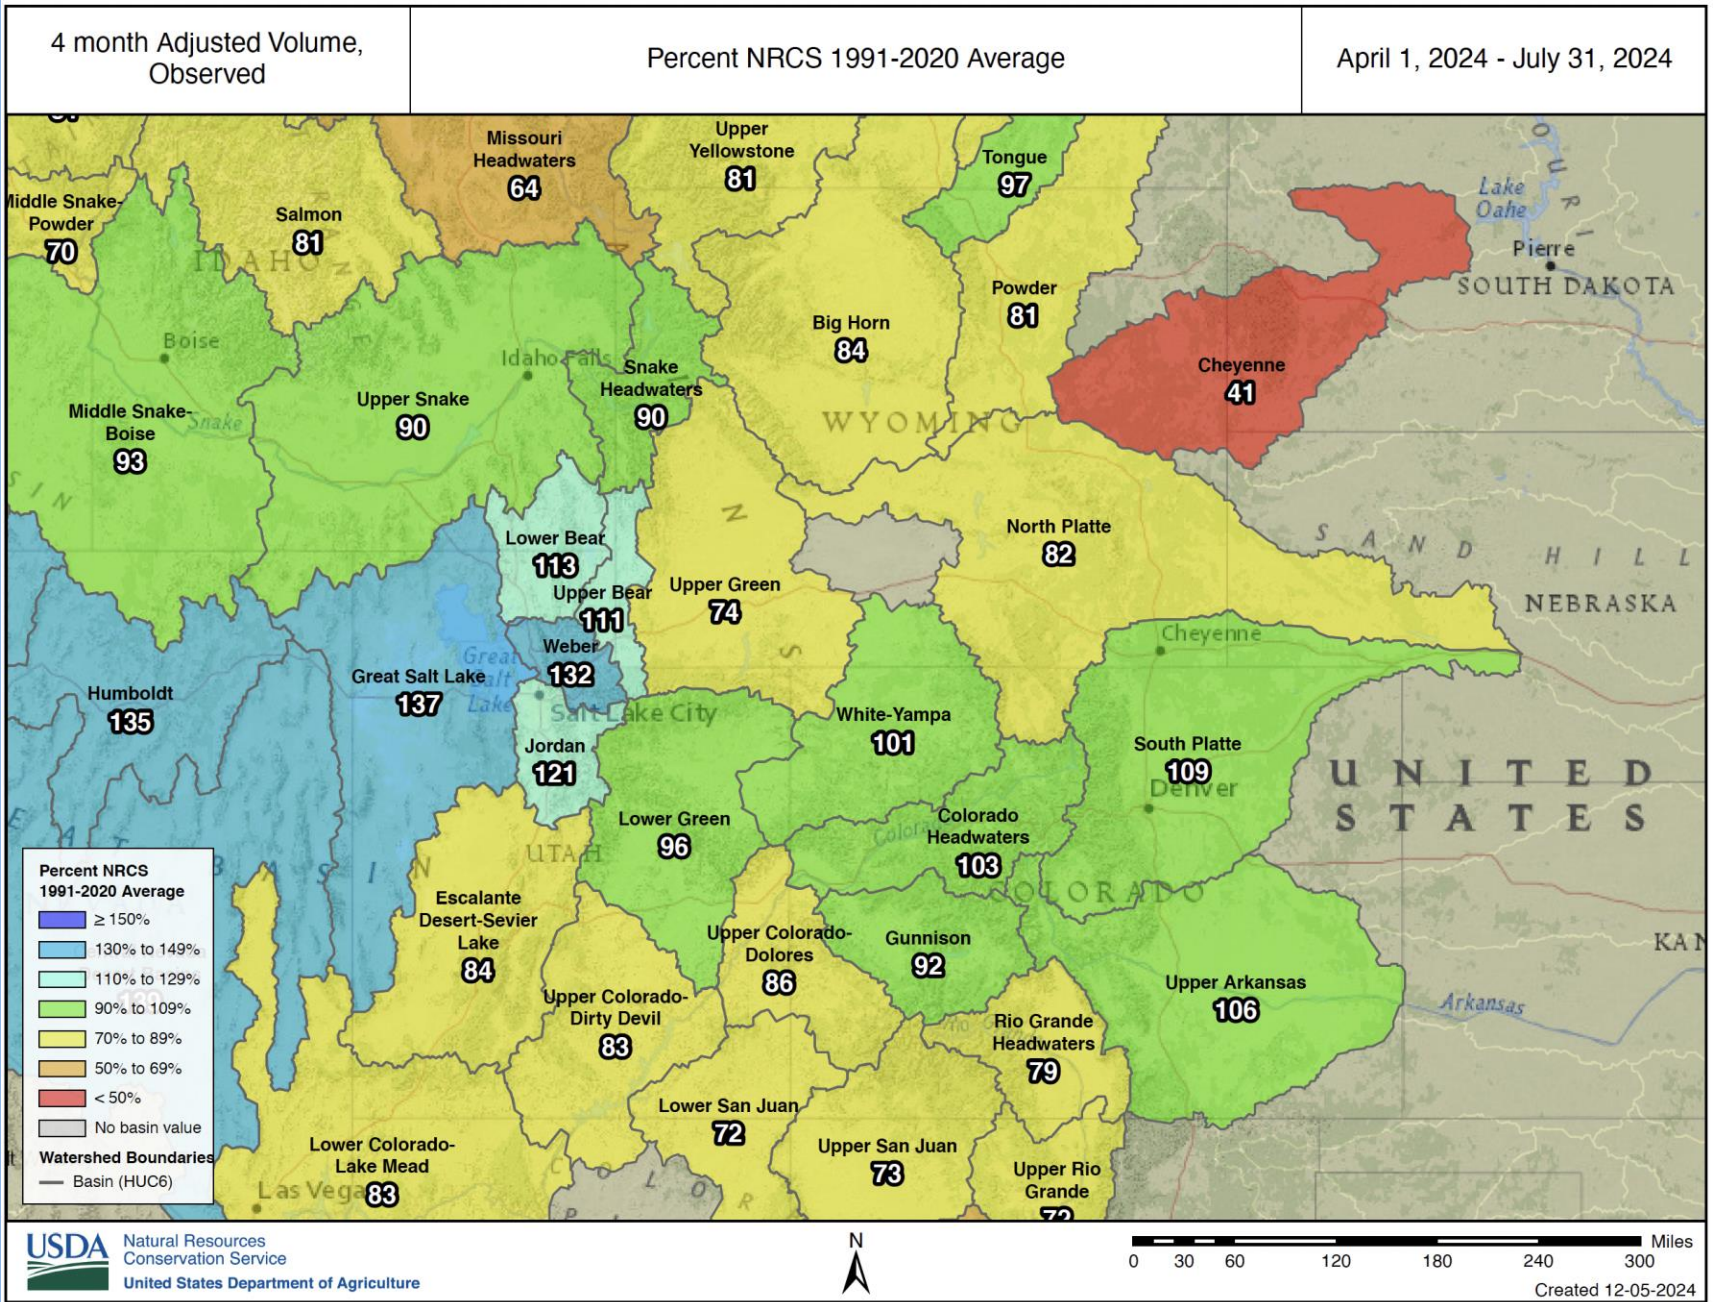 4 month Adjusted Volume,
Observed
Percent NRCS 1991-2020 Average
April 1, 2024 - July 31, 2024
Missouri
Headwaters
64
Upper
Yellowstone
81
Tongue
97
Middle Snake-
Powder
70
Salmon
81
IDAHO
Lake
Oahe
Pierre
SOUTH DAKOTA
Powder
81
Big Horn
84
Boise
Idaho Falls
Snake
Headwaters
90
Cheyenne
41
Upper Snake
90
Middle Snake-
Boise
93
Snake
WYOMING
Lower Bear
113
North Platte
82
SAND HILL
Upper Green
74
Upper Bear
111
NEBRASKA
Cheyenne
Weber
132
Great Salt Lake
137
Great
Salt
Lake
Humboldt
135
Salt Lake City
White-Yampa
101
Jordan
121
South Platte
109
Denver
UNITED
STATES
Lower Green
96
Colorado
Headwaters
103
UTAH
COLORADO
BASIN
Escalante
Desert-Sevier
Lake
84
Upper Colorado-
Dolores
86
Gunnison
92
KAN
Upper Arkansas
106
Arkansas
Upper Colorado-
Dirty Devil
83
Rio Grande
Headwaters
79
Lower San Juan
72
Upper San Juan
73
Lower Colorado-
Lake Mead
83
Las Vegas
COLOR
Upper Rio
Grande
72
Percent NRCS
1991-2020 Average
≥ 150%
130% to 149%
110% to 129%
90% to 109%
70% to 89%
50% to 69%
< 50%
No basin value
Watershed Boundaries
Basin (HUC6)
USDA
Natural Resources
Conservation Service
United States Department of Agriculture
N
0 30 60 120 180 240 300 Miles
Created 12-05-2024